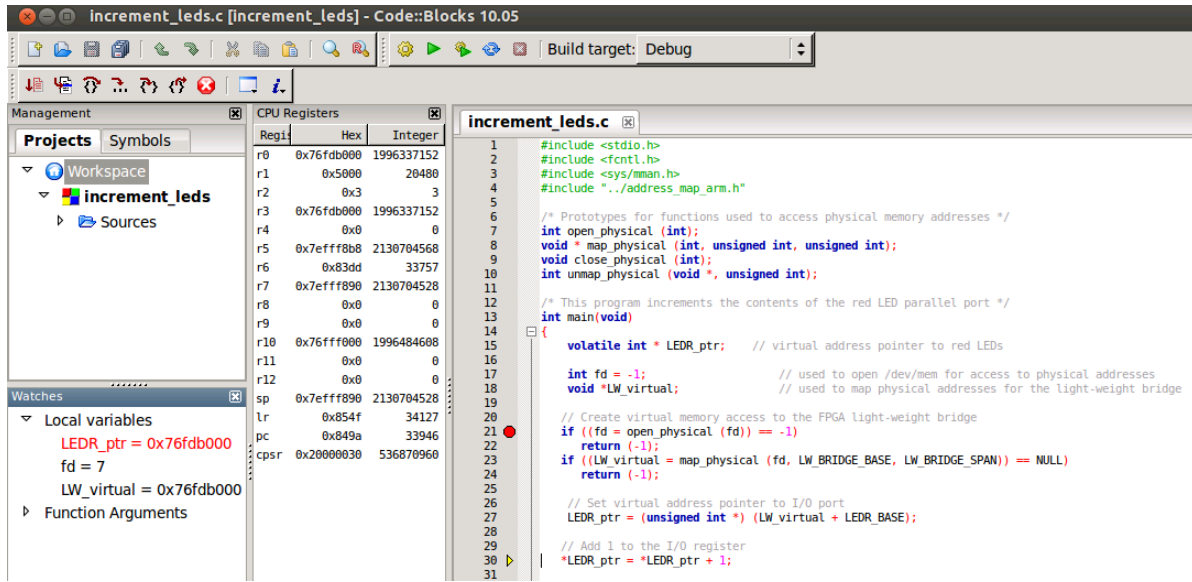 increment_leds.c [increment_leds] - Code::Blocks 10.05
Build target: Debug
Management
Projects Symbols
Workspace
increment_leds
Sources
Watches
Local variables
LEDR_ptr = 0x76fdb000
fd = 7
LW_virtual = 0x76fdb000
Function Arguments
CPU Registers
Regis Hex Integer
r0 0x76fdb000 1996337152
r1 0x5000 20480
r2 0x3 3
r3 0x76fdb000 1996337152
r4 0x0 0
r5 0x7efff8b8 2130704568
r6 0x83dd 33757
r7 0x7efff890 2130704528
r8 0x0 0
r9 0x0 0
r10 0x76fff000 1996484608
r11 0x0 0
r12 0x0 0
sp 0x7efff890 2130704528
lr 0x854f 34127
pc 0x849a 33946
cpsr 0x20000030 536870960
increment_leds.c
1 #include <stdio.h>
2 #include <fcntl.h>
3 #include <sys/mman.h>
4 #include "../address_map_arm.h"
5
6 /* Prototypes for functions used to access physical memory addresses */
7 int open_physical (int);
8 void * map_physical (int, unsigned int, unsigned int);
9 void close_physical (int);
10 int unmap_physical (void *, unsigned int);
11
12 /* This program increments the contents of the red LED parallel port */
13 int main(void)
14 {
15 volatile int * LEDR_ptr; // virtual address pointer to red LEDs
16
17 int fd = -1; // used to open /dev/mem for access to physical addresses
18 void *LW_virtual; // used to map physical addresses for the light-weight bridge
19
20 // Create virtual memory access to the FPGA light-weight bridge
21 if ((fd = open_physical (fd)) == -1)
22 return (-1);
23 if ((LW_virtual = map_physical (fd, LW_BRIDGE_BASE, LW_BRIDGE_SPAN)) == NULL)
24 return (-1);
25
26 // Set virtual address pointer to I/O port
27 LEDR_ptr = (unsigned int *) (LW_virtual + LEDR_BASE);
28
29 // Add 1 to the I/O register
30 *LEDR_ptr = *LEDR_ptr + 1;
31